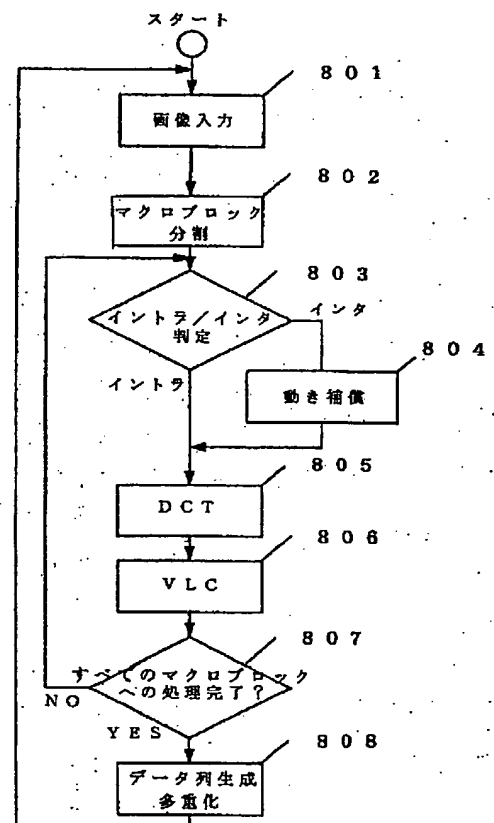 スタート
801
画像入力
802
マクロブロック
分割
803
イントラ/インタ
判定
インタ
イントラ
804
動き補償
805
DCT
806
VLC
807
すべてのマクロブロック
への処理完了?
NO
YES
808
データ列生成
多重化